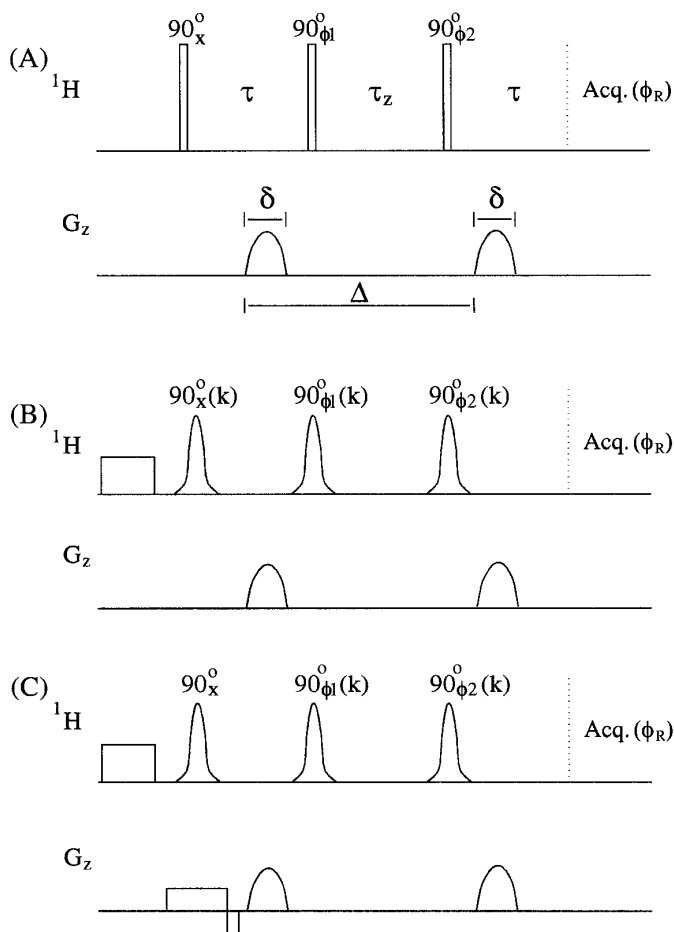 90°x 90°ϕ1 90°ϕ2
(A)
¹H τ τz τ Acq. (ϕR)
δ δ
Gz
Δ
90°x(k) 90°ϕ1(k) 90°ϕ2(k)
(B)
¹H Acq. (ϕR)
Gz
90°x 90°ϕ1(k) 90°ϕ2(k)
(C)
¹H Acq. (ϕR)
Gz